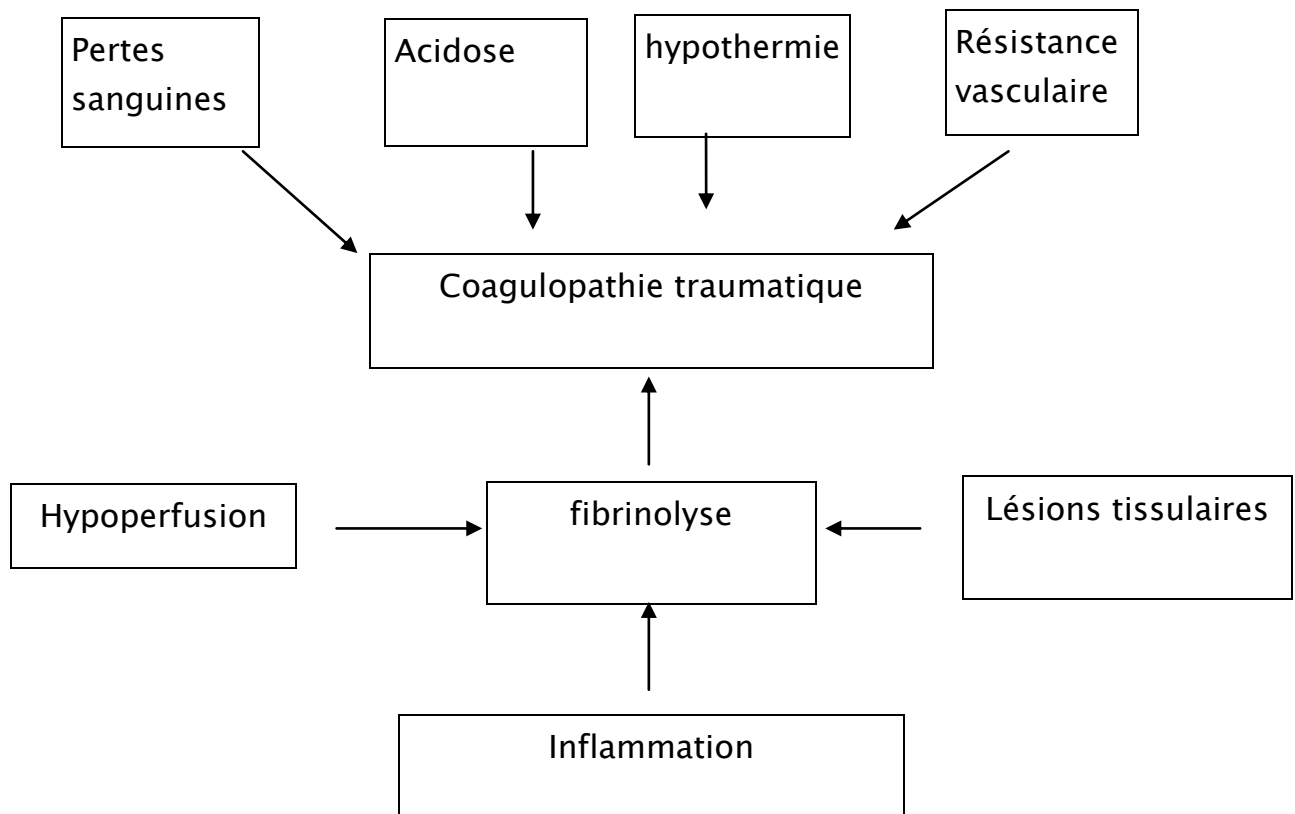 Pertes
sanguines
Acidose
hypothermie
Résistance
vasculaire
Coagulopathie traumatique
Hypoperfusion
fibrinolyse
Lésions tissulaires
Inflammation